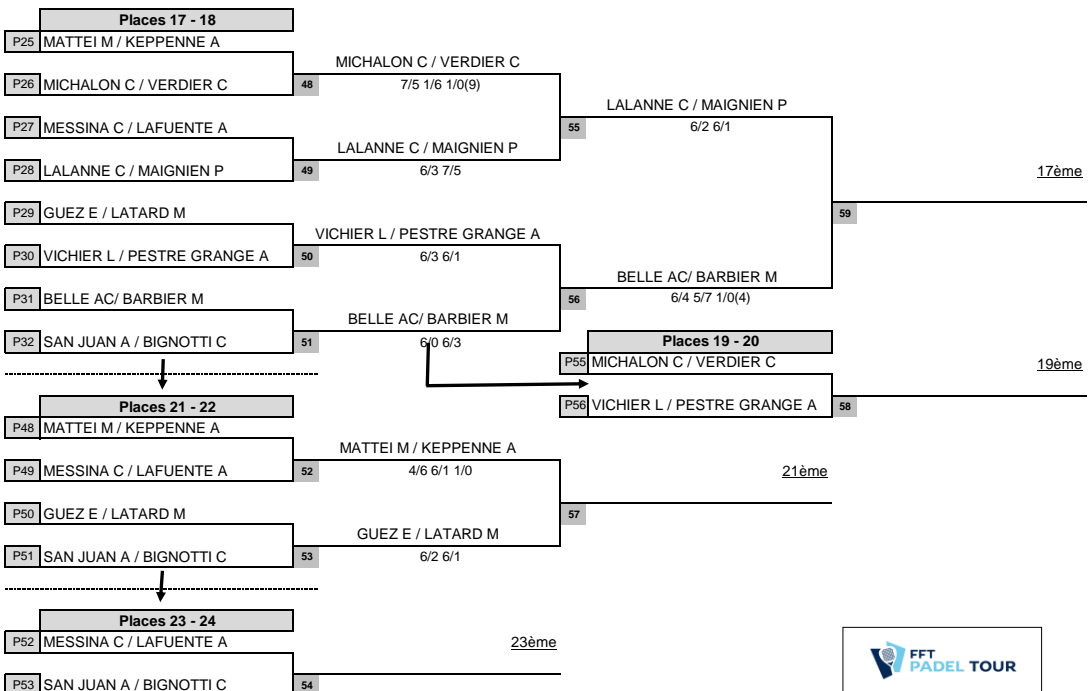 Places 17 - 18
P25 MATTEI M / KEPPENNE A
MICHALON C / VERDIER C
P26 MICHALON C / VERDIER C 48 7/5 1/6 1/0(9)
LALANNE C / MAIGNIEN P
P27 MESSINA C / LAFUENTE A 55 6/2 6/1
LALANNE C / MAIGNIEN P
P28 LALANNE C / MAIGNIEN P 49 6/3 7/5 17ème
P29 GUEZ E / LATARD M 59
VICHIER L / PESTRE GRANGE A
P30 VICHIER L / PESTRE GRANGE A 50 6/3 6/1
BELLE AC/ BARBIER M
P31 BELLE AC/ BARBIER M 56 6/4 5/7 1/0(4)
BELLE AC/ BARBIER M
P32 SAN JUAN A / BIGNOTTI C 51 6/0 6/3 Places 19 - 20
P55 MICHALON C / VERDIER C 19ème
Places 21 - 22 P56 VICHIER L / PESTRE GRANGE A 58
P48 MATTEI M / KEPPENNE A
MATTEI M / KEPPENNE A
P49 MESSINA C / LAFUENTE A 52 4/6 6/1 1/0 21ème
P50 GUEZ E / LATARD M 57
GUEZ E / LATARD M
P51 SAN JUAN A / BIGNOTTI C 53 6/2 6/1
Places 23 - 24
P52 MESSINA C / LAFUENTE A 23ème
P53 SAN JUAN A / BIGNOTTI C 54
FFT
PADEL TOUR